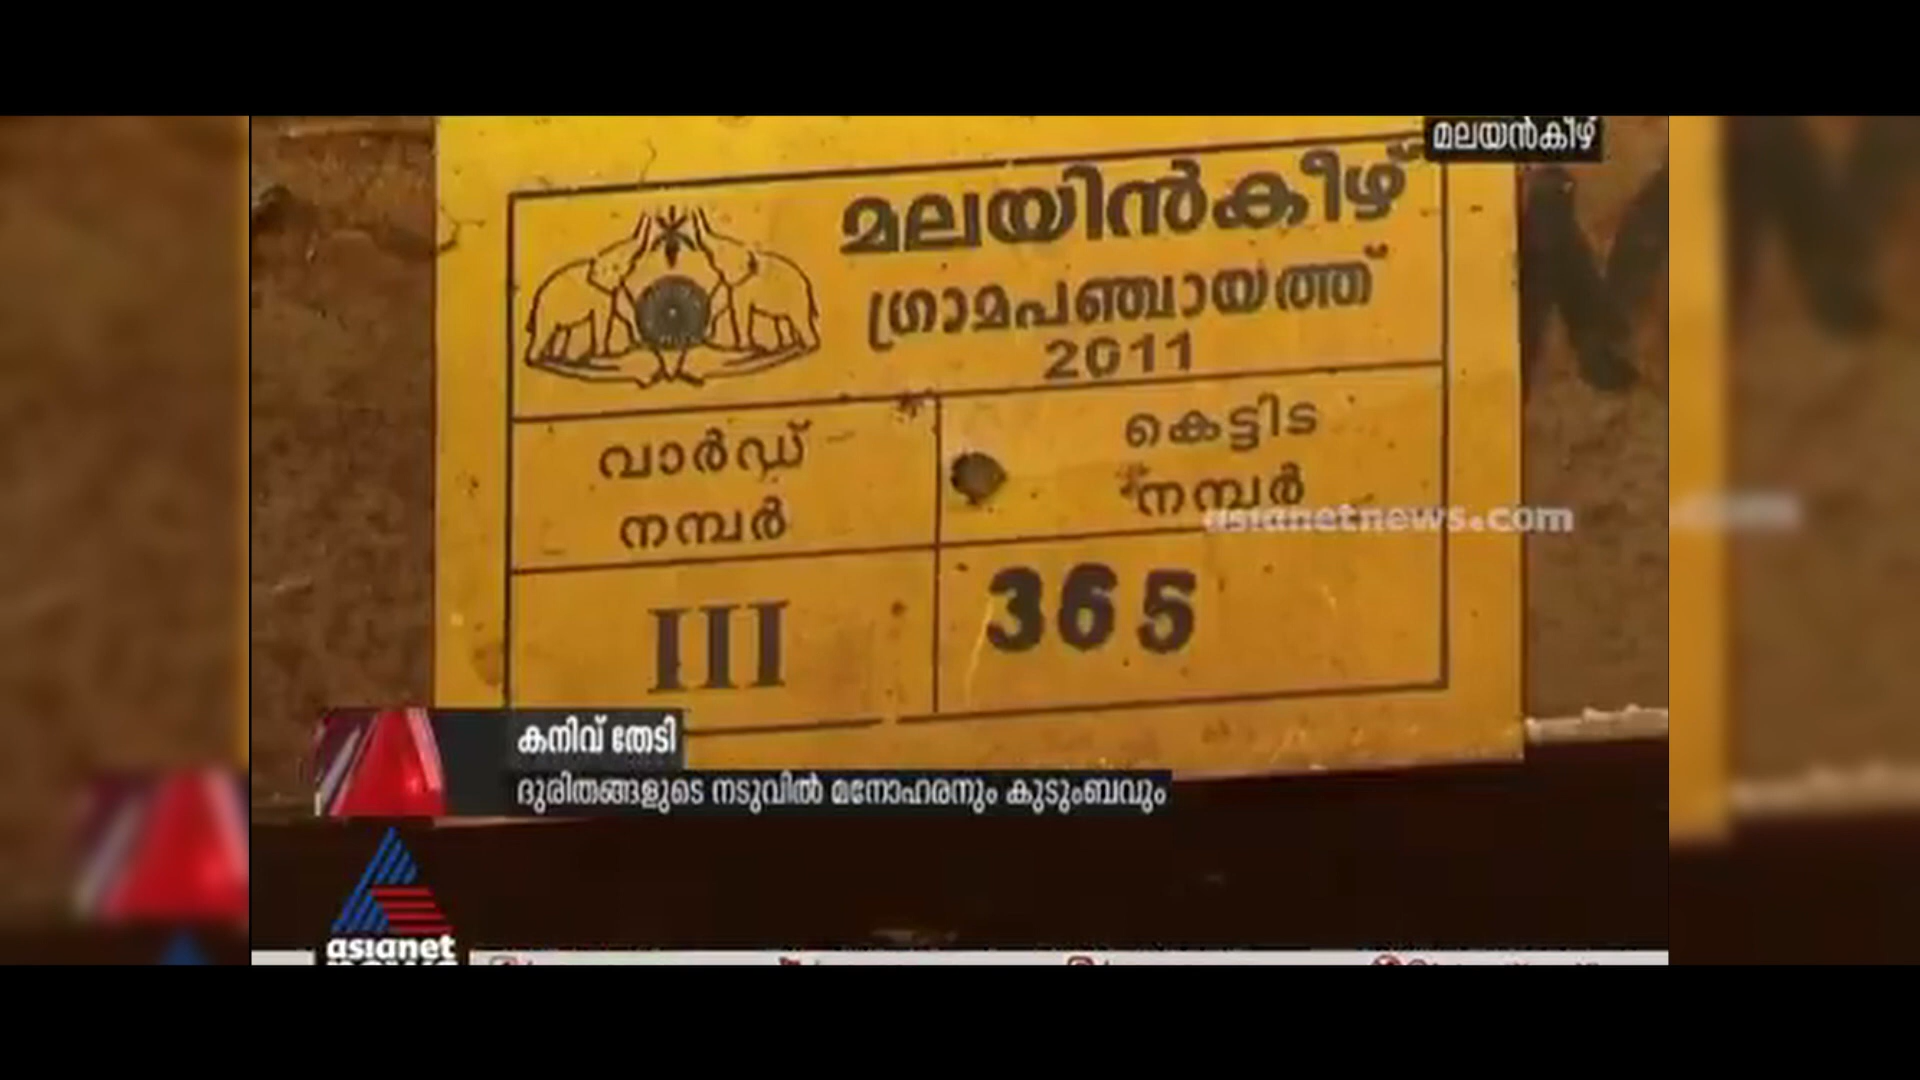 മലയൻകീഴ്
മലയിൻകീഴ്
ഗ്രാമപഞ്ചായത്ത്
2011
വാർഡ്
നമ്പർ
കെട്ടിട
നമ്പർ
asianetnews.com
III
365
കനിവ് തേടി
ദുരിതങ്ങളുടെ നടുവിൽ മനോഹരനും കുടുംബവും
asianet
news